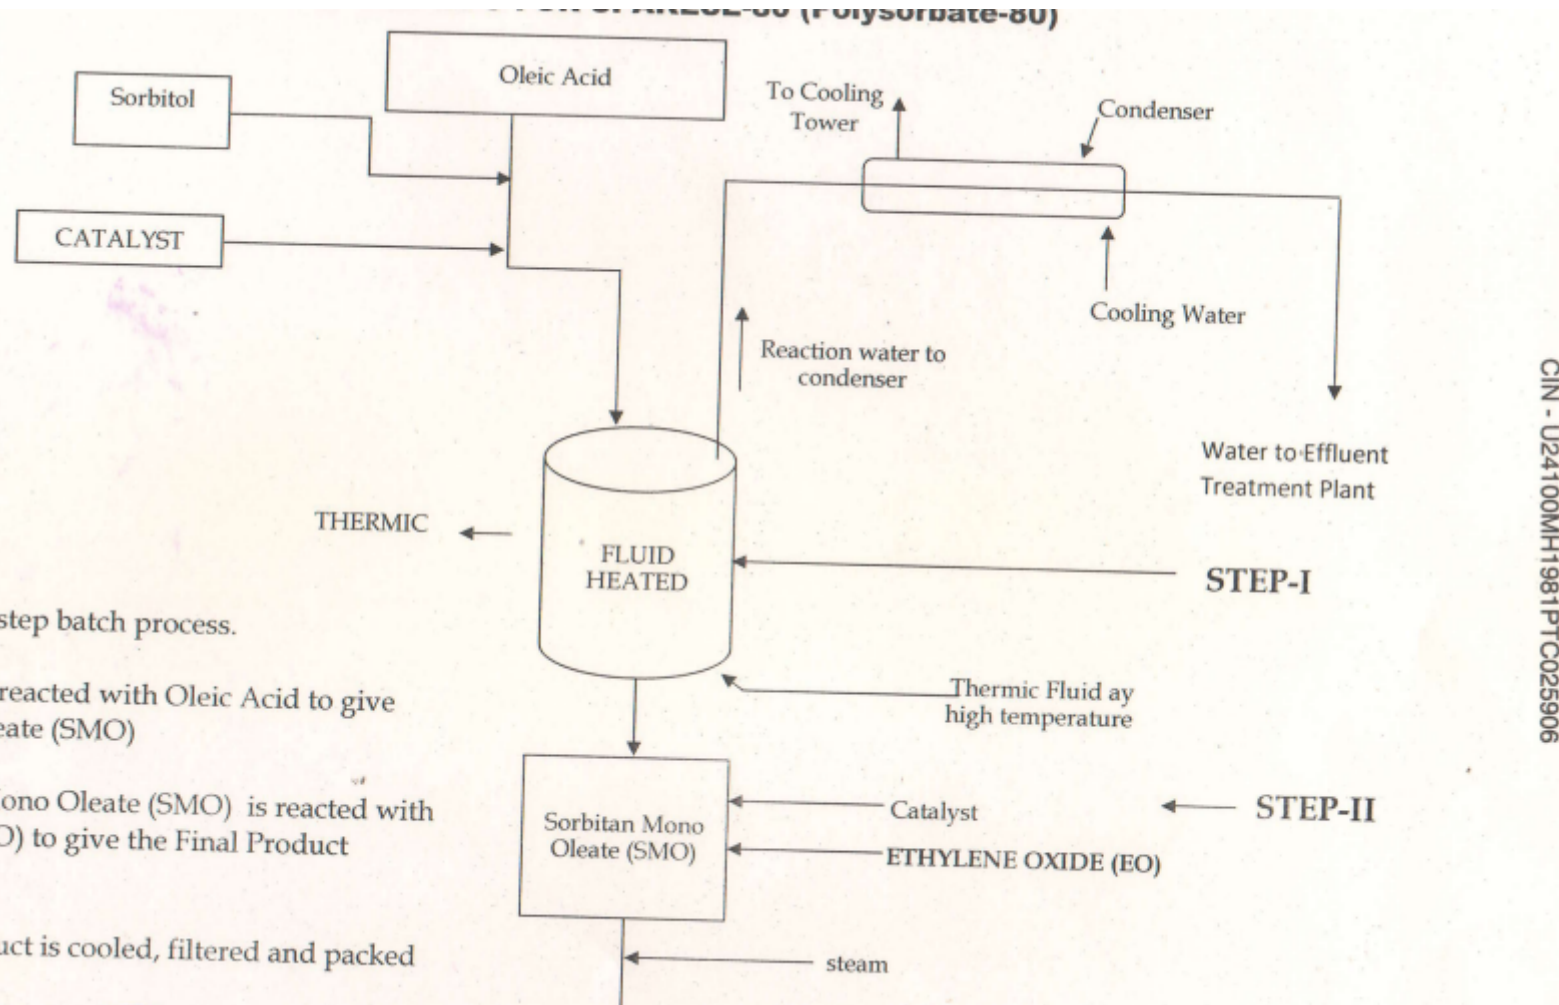 (Polysorbate-80)
Oleic Acid
Sorbitol
To Cooling
Tower
Condenser
CATALYST
Cooling Water
Reaction water to
condenser
Water to Effluent
Treatment Plant
THERMIC
FLUID
HEATED
STEP-I
step batch process.
reacted with Oleic Acid to give
eate (SMO)
Thermic Fluid ay
high temperature
ono Oleate (SMO) is reacted with
O) to give the Final Product
Sorbitan Mono
Oleate (SMO)
Catalyst
STEP-II
ETHYLENE OXIDE (EO)
uct is cooled, filtered and packed
steam
CIN - U24100MH1981PTC025906